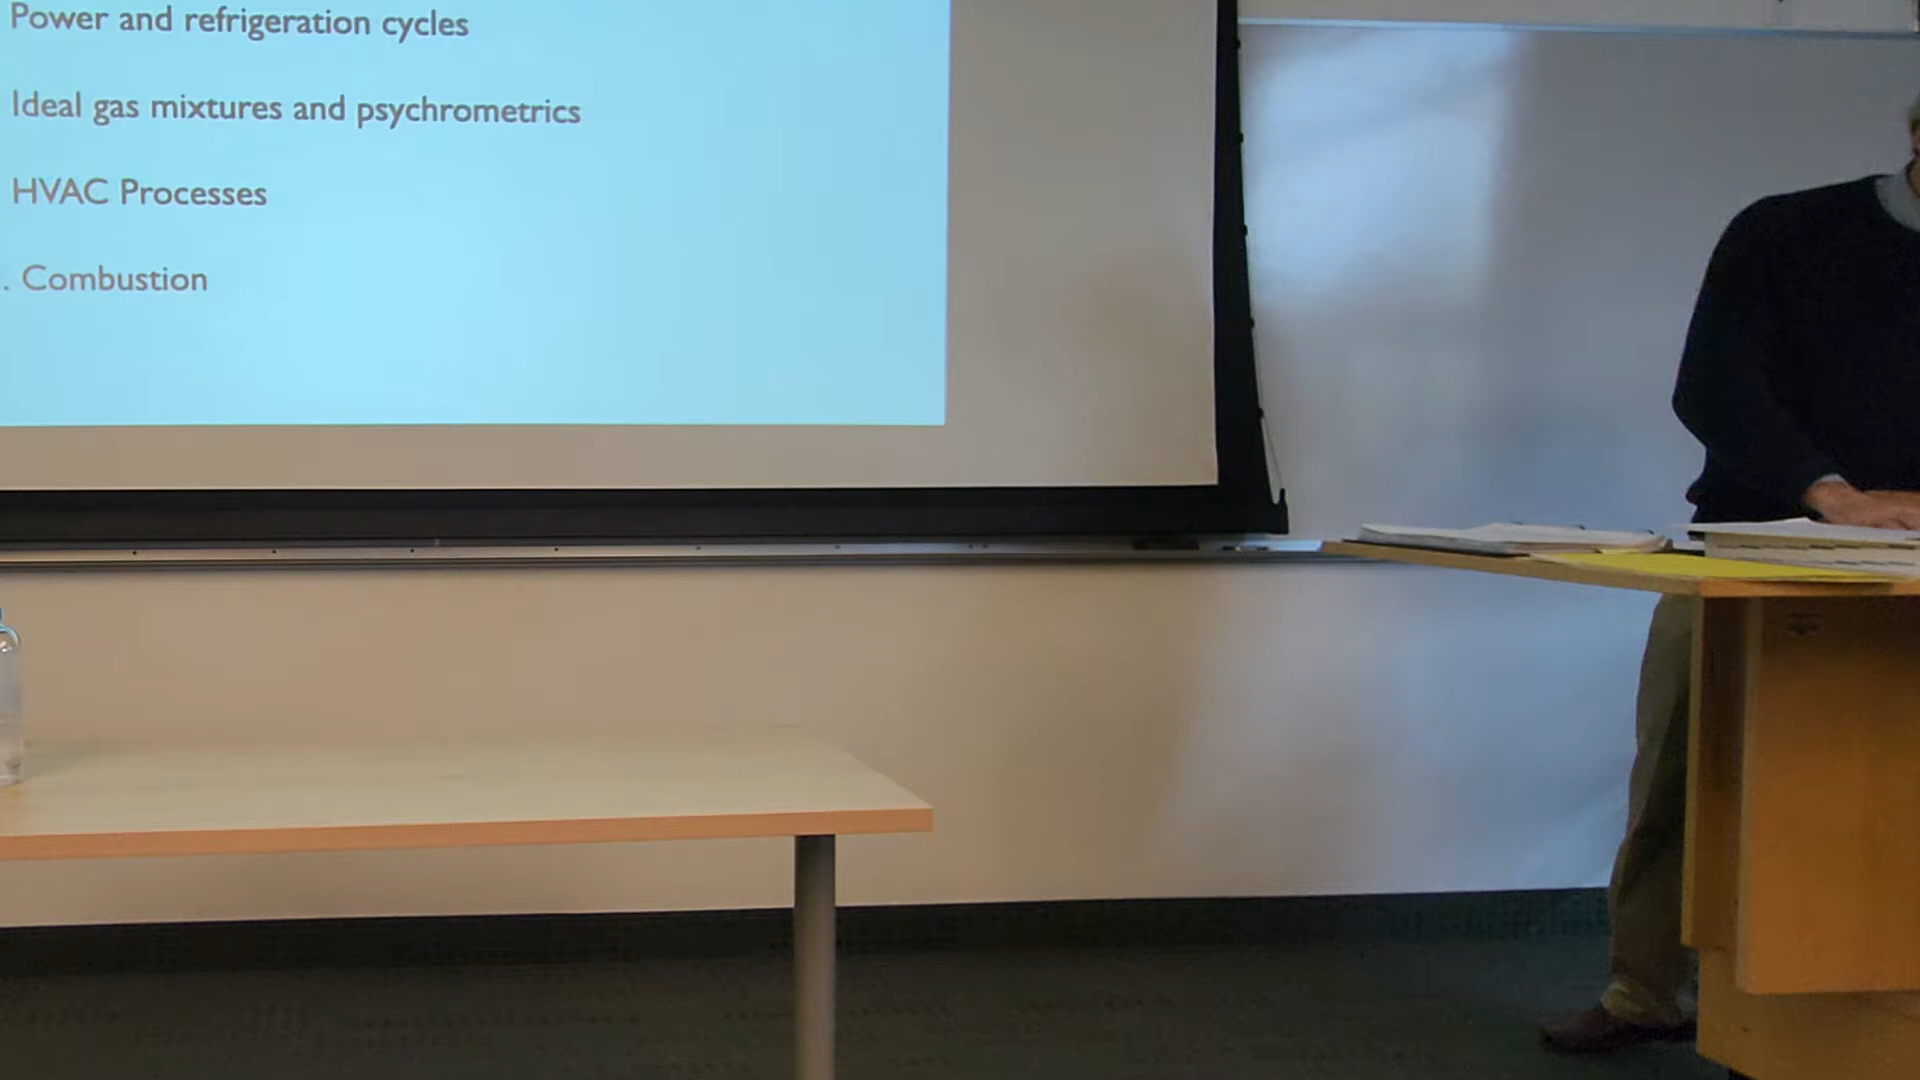 Power and refrigeration cycles
Ideal gas mixtures and psychrometrics
HVAC Processes
. Combustion